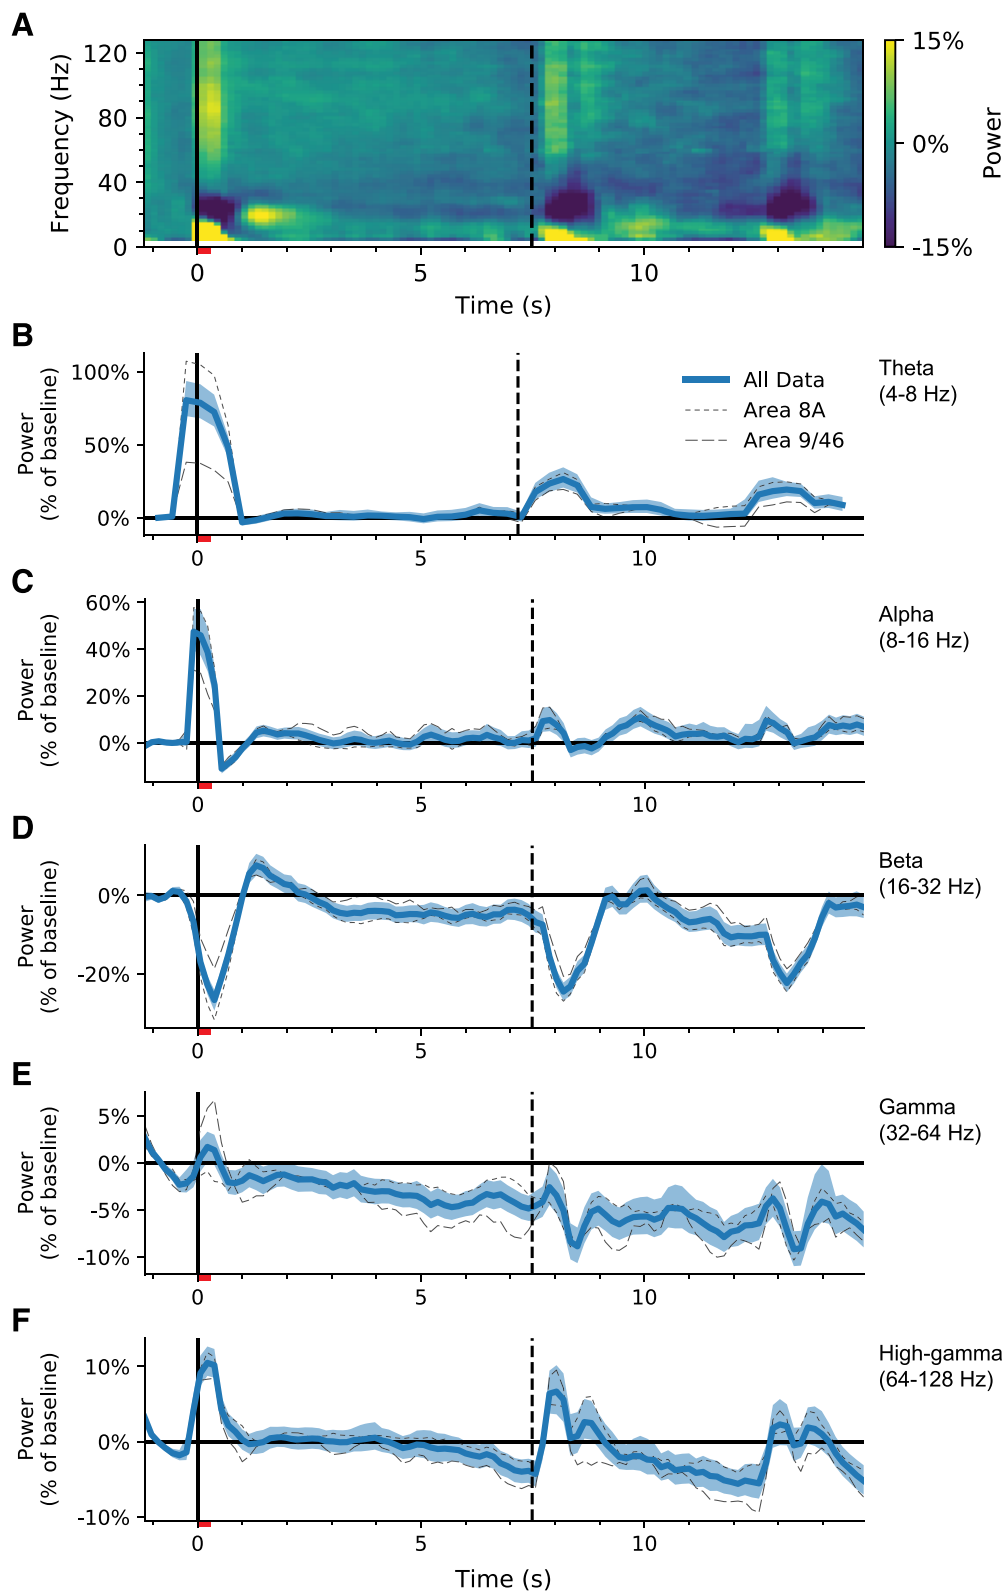 A
Frequency (Hz)
120
80
40
0
0
5
10
Time (s)
15%
0%
-15%
Power
B
Power
(% of baseline)
100%
50%
0%
0
5
10
All Data
Area 8A
Area 9/46
Theta
(4-8 Hz)
C
Power
(% of baseline)
60%
40%
20%
0%
0
5
10
Alpha
(8-16 Hz)
D
Power
(% of baseline)
0%
-20%
0
5
10
Beta
(16-32 Hz)
E
Power
(% of baseline)
5%
0%
-5%
-10%
0
5
10
Gamma
(32-64 Hz)
F
Power
(% of baseline)
10%
0%
-10%
0
5
10
Time (s)
High-gamma
(64-128 Hz)